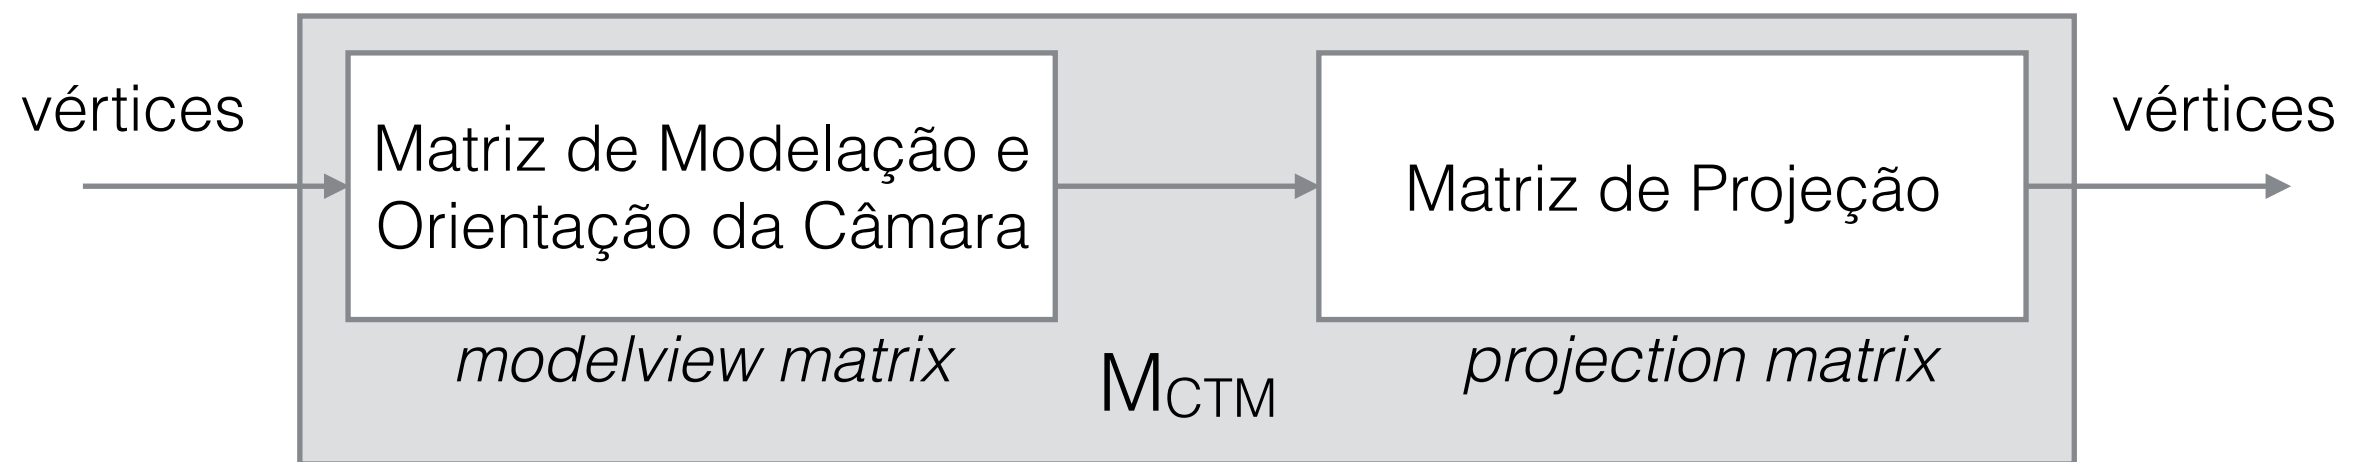 vértices
Matriz de Modelação e
Orientação da Câmara
modelview matrix
MCTM
Matriz de Projeção
projection matrix
vértices